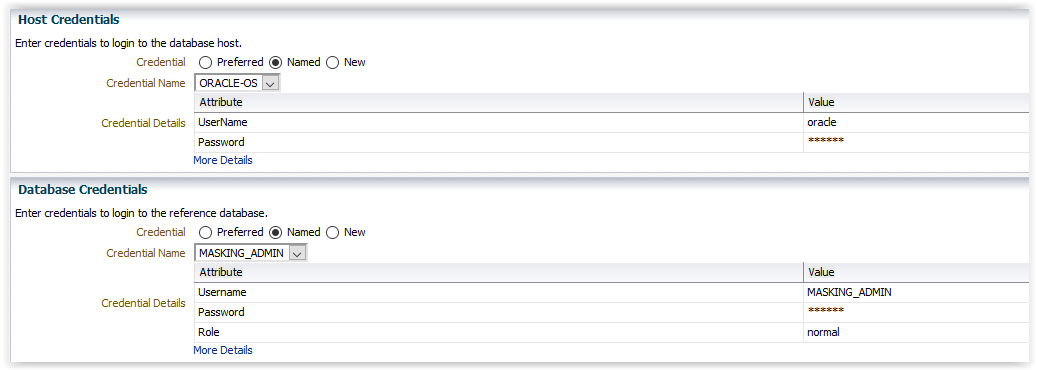 Host Credentials
Enter credentials to login to the database host.
Credential Preferred Named New
Credential Name ORACLE-OS
Attribute Value
Credential Details
UserName oracle
Password ******
More Details
Database Credentials
Enter credentials to login to the reference database.
Credential Preferred Named New
Credential Name MASKING_ADMIN
Attribute Value
Username MASKING_ADMIN
Credential Details
Password ******
Role normal
More Details